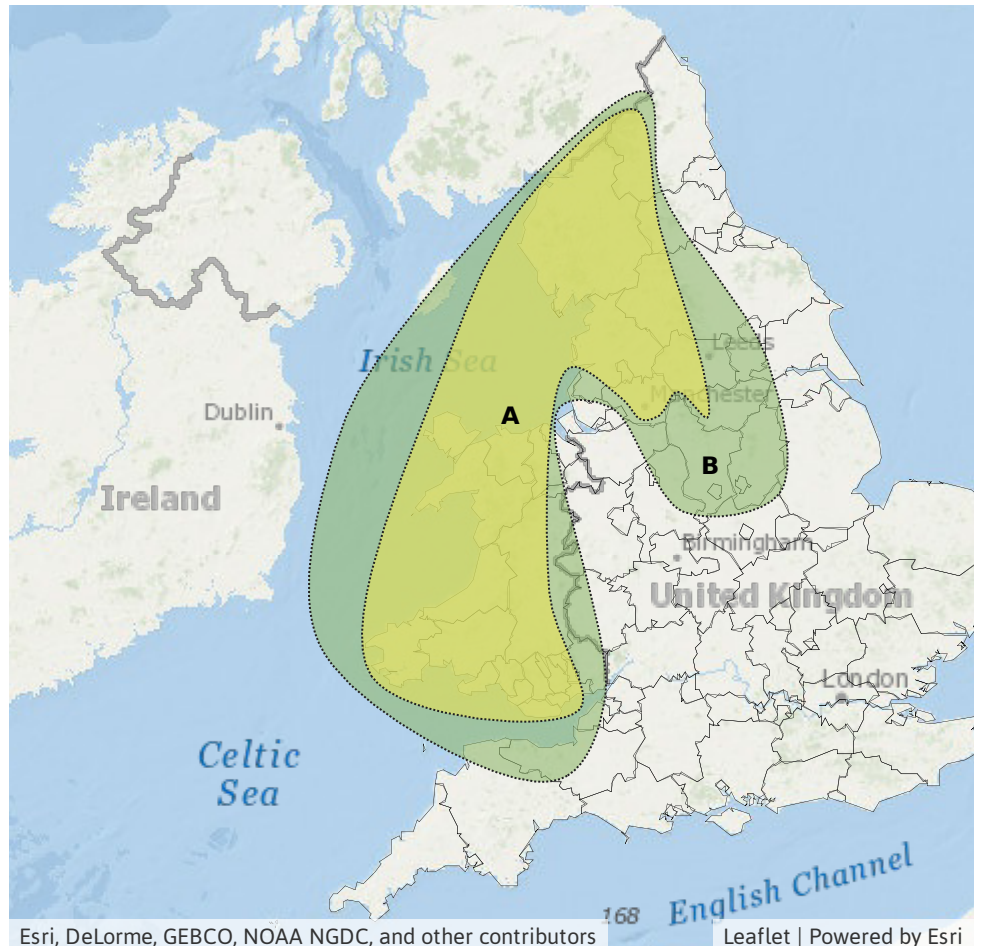 Leeds
Irish Sea
Manchester
A
Dublin
B
Ireland
Birmingham
United Kingdom
London
Celtic
Sea
English Channel
168
Esri, DeLorme, GEBCO, NOAA NGDC, and other contributors
Leaflet | Powered by Esri